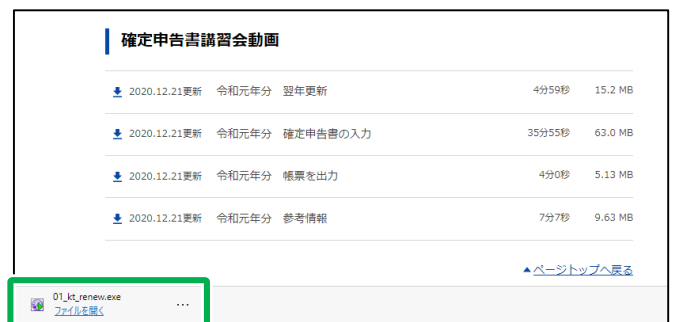 確定申告書講習会動画
2020.12.21更新 令和元年分 翌年更新 4分59秒 15.2 MB
2020.12.21更新 令和元年分 確定申告書の入力 35分55秒 63.0 MB
2020.12.21更新 令和元年分 帳票を出力 4分0秒 5.13 MB
2020.12.21更新 令和元年分 参考情報 7分7秒 9.63 MB
▲ページトップへ戻る
01_kt_renew.exe
ファイルを開く …